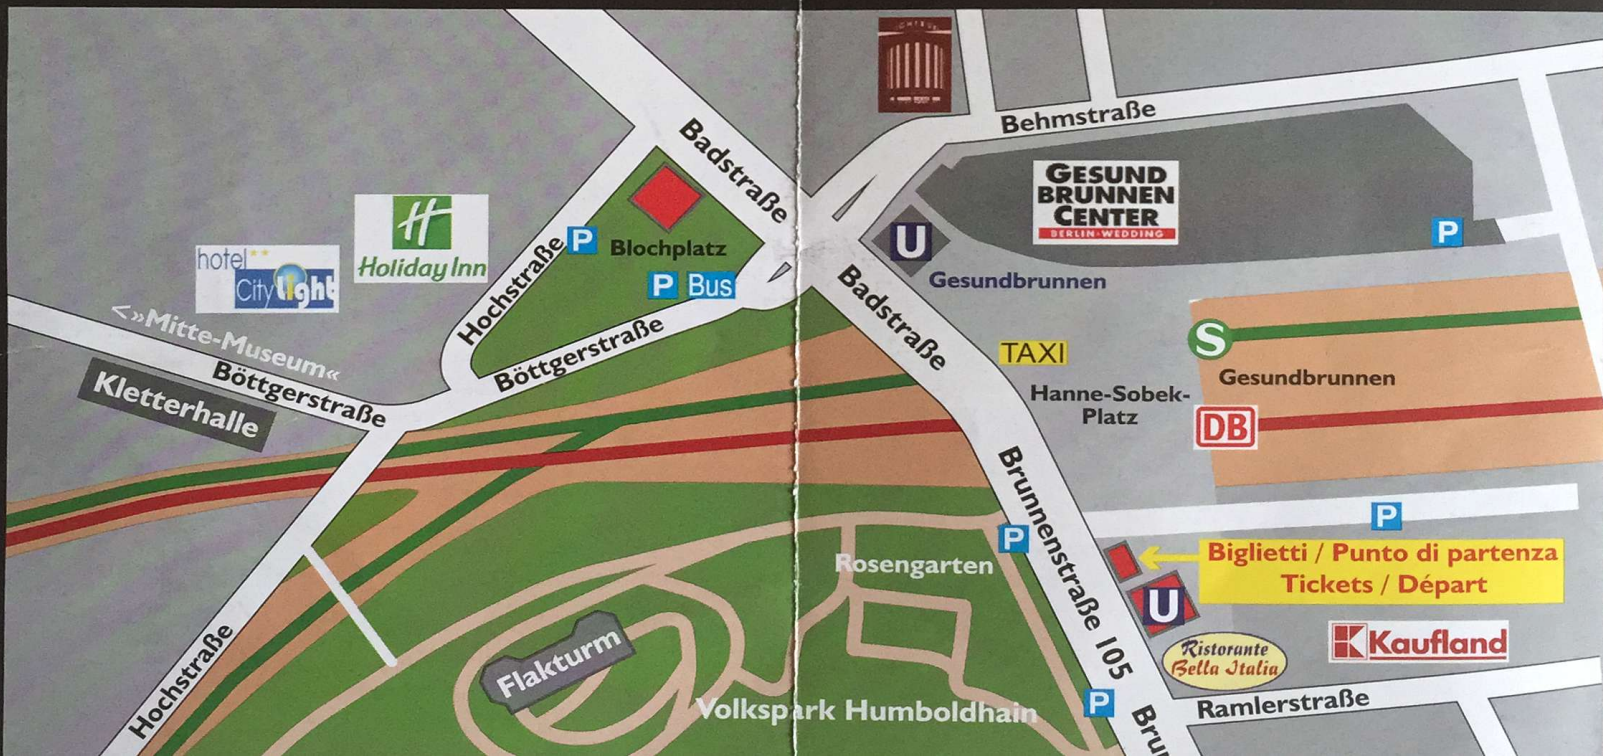 Behmstraße
Badstraße
GESUND
BRUNNEN
CENTER
BERLIN-WEDDING
P
H
Holiday Inn
hotel
City light
P
Blochplatz
P Bus
U
Gesundbrunnen
Hochstraße
Badstraße
<»Mitte-Museum«
Böttgerstraße
Böttgerstraße
Kletterhalle
TAXI
S
Gesundbrunnen
Hanne-Sobek-
Platz
DB
Brunnenstraße 105
P
P
Rosengarten
Biglietti / Punto di partenza
Tickets / Départ
U
Flakturm
Hochstraße
Ristorante
Bella Italia
K Kaufland
Volkspark Humboldhain
P
Ramlerstraße
Bru